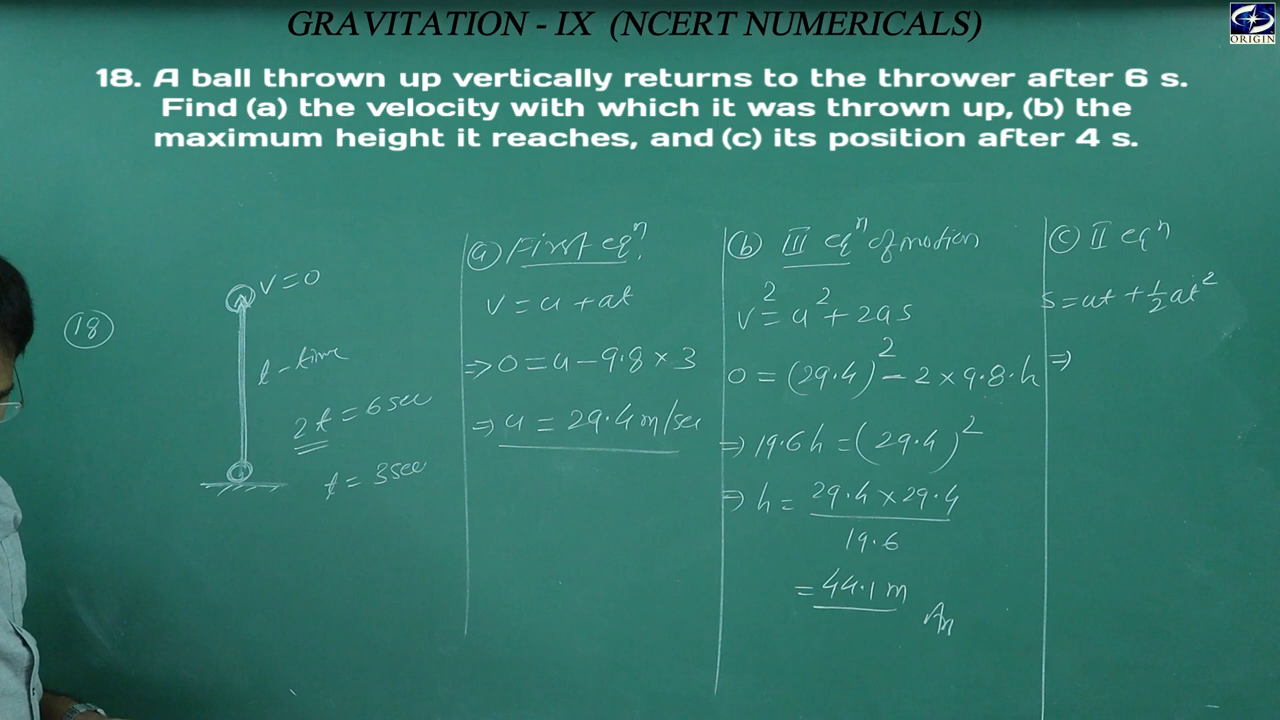 GRAVITATION - IX (NCERT NUMERICALS)
ORIGIN
18. A ball thrown up vertically returns to the thrower after 6 s.
Find (a) the velocity with which it was thrown up, (b) the
maximum height it reaches, and (c) its position after 4 s.
18
v=0
t - time
2t = 6 sec
t = 3 sec
(a) First eqⁿ.
v = u + at
⇒ 0 = u - 9.8 × 3
⇒ u = 29.4 m/sec
(b) III eqⁿ of motion
v² = u² + 2as
0 = (29.4)² - 2 × 9.8 . h
⇒ 19.6 h = (29.4)²
⇒ h = 29.4 × 29.4
19.6
= 44.1 m
An
(c) II eqⁿ
s = ut + 1/2 at²
⇒